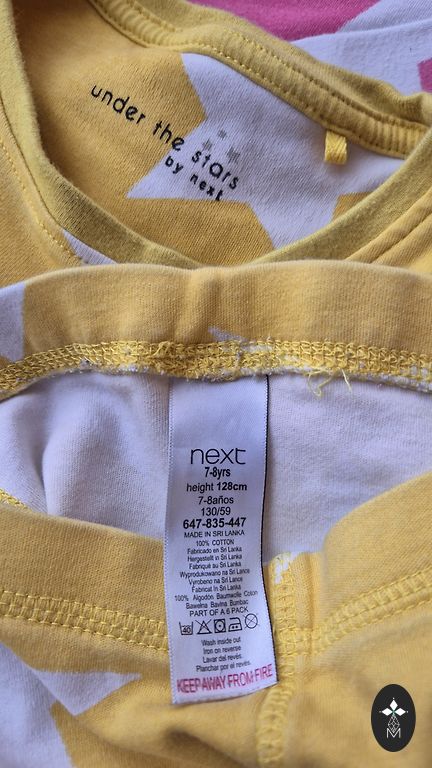 under the stars
by next
next
7-8yrs
height 128cm
7-8años
130/59
647-835-447
MADE IN SRI LANKA
100% COTTON
Fabricado en Sri Lanka
Hergestellt in Sri Lanka
Fabriqué au Sri Lanka
Wyprodukowano na Sri Lance
Vyrobeno na Sri Lance
Fabricat în Sri Lanka
100% Algodón Baumwolle Coton
Bawełna Bavlna Bumbac
PART OF A 6 PACK
40
Wash inside out
Iron on reverse
Lavar del revés.
Planchar por el revés.
KEEP AWAY FROM FIRE